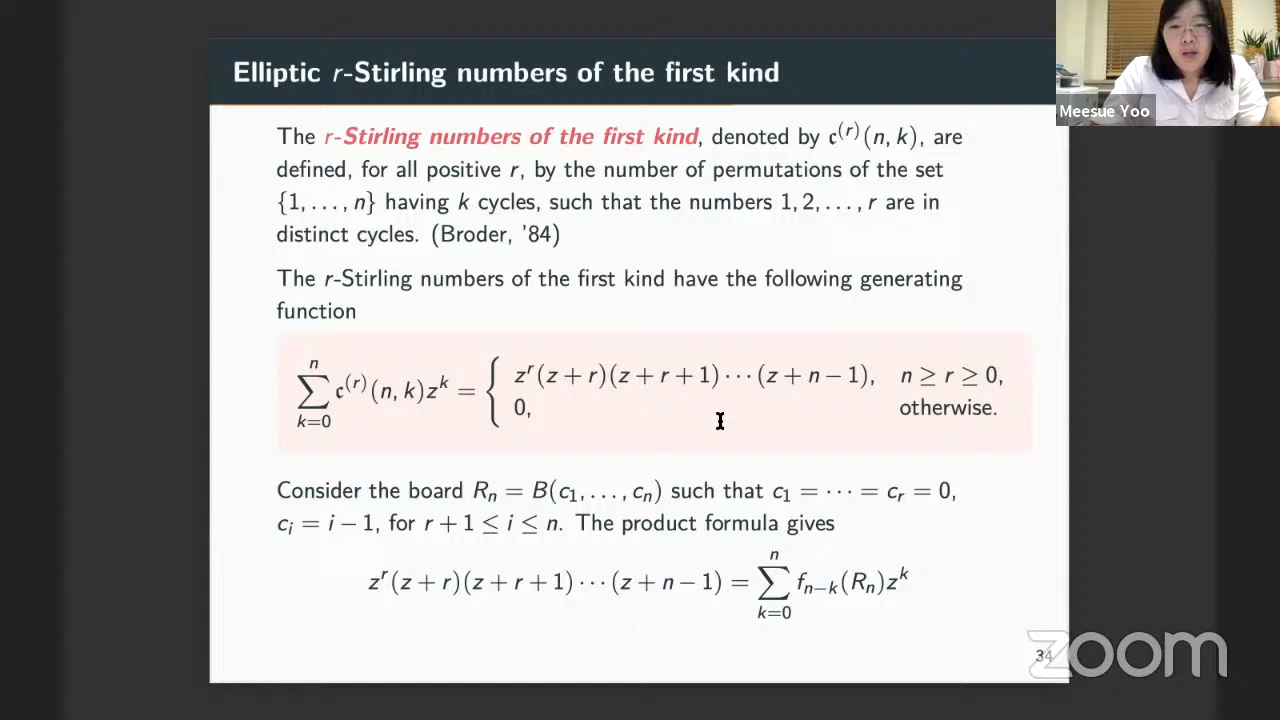 Elliptic r-Stirling numbers of the first kind
Meesue Yoo
The r-Stirling numbers of the first kind, denoted by 𝔠^(r)(n, k), are
defined, for all positive r, by the number of permutations of the set
{1, . . . , n} having k cycles, such that the numbers 1, 2, . . . , r are in
distinct cycles. (Broder, '84)
The r-Stirling numbers of the first kind have the following generating
function
∑_{k=0}^{n} 𝔠^(r)(n, k)z^k = { z^r(z + r)(z + r + 1) ··· (z + n − 1), n ≥ r ≥ 0,
0, otherwise.
Consider the board R_n = B(c_1, . . . , c_n) such that c_1 = ··· = c_r = 0,
c_i = i − 1, for r + 1 ≤ i ≤ n. The product formula gives
z^r(z + r)(z + r + 1) ··· (z + n − 1) = ∑_{k=0}^{n} f_{n−k}(R_n)z^k
34
zoom